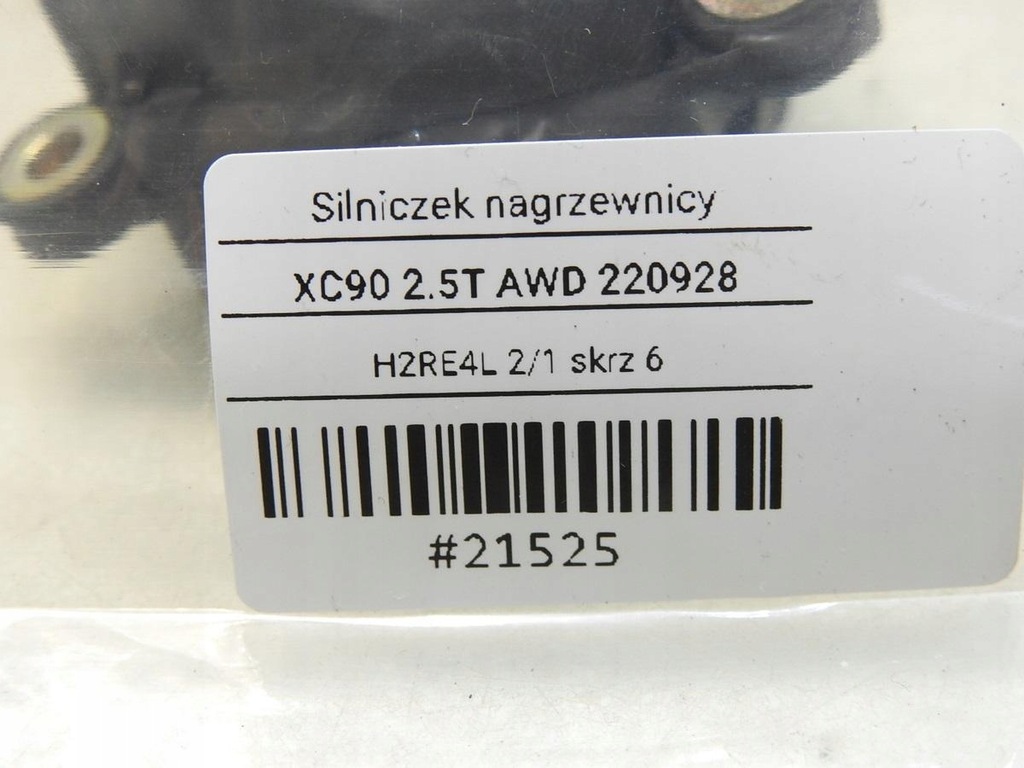 Silniczek nagrzewnicy
XC90 2.5T AWD 220928
H2RE4L 2/1 skrz 6
#21525